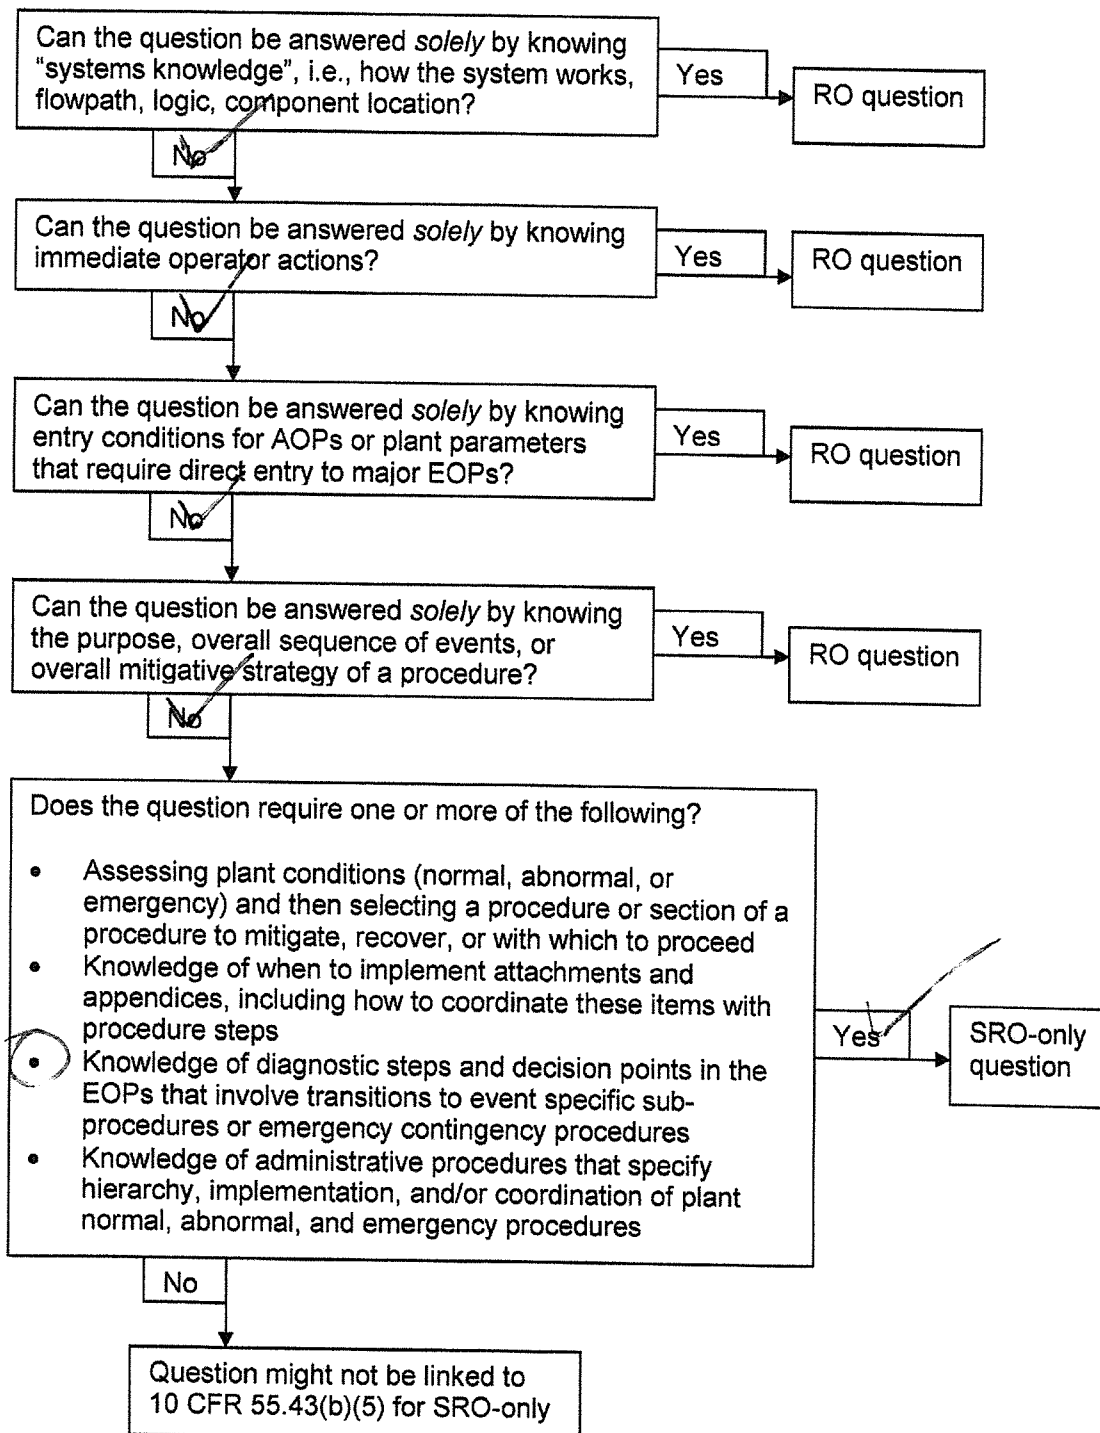 Can the question be answered solely by knowing
“systems knowledge”, i.e., how the system works,
flowpath, logic, component location?
Yes
RO question
No
Can the question be answered solely by knowing
immediate operator actions?
Yes
RO question
No
Can the question be answered solely by knowing
entry conditions for AOPs or plant parameters
that require direct entry to major EOPs?
Yes
RO question
No
Can the question be answered solely by knowing
the purpose, overall sequence of events, or
overall mitigative strategy of a procedure?
Yes
RO question
No
Does the question require one or more of the following?
• Assessing plant conditions (normal, abnormal, or
emergency) and then selecting a procedure or section of a
procedure to mitigate, recover, or with which to proceed
• Knowledge of when to implement attachments and
appendices, including how to coordinate these items with
procedure steps
• Knowledge of diagnostic steps and decision points in the
EOPs that involve transitions to event specific sub-
procedures or emergency contingency procedures
• Knowledge of administrative procedures that specify
hierarchy, implementation, and/or coordination of plant
normal, abnormal, and emergency procedures
Yes
SRO-only
question
No
Question might not be linked to
10 CFR 55.43(b)(5) for SRO-only